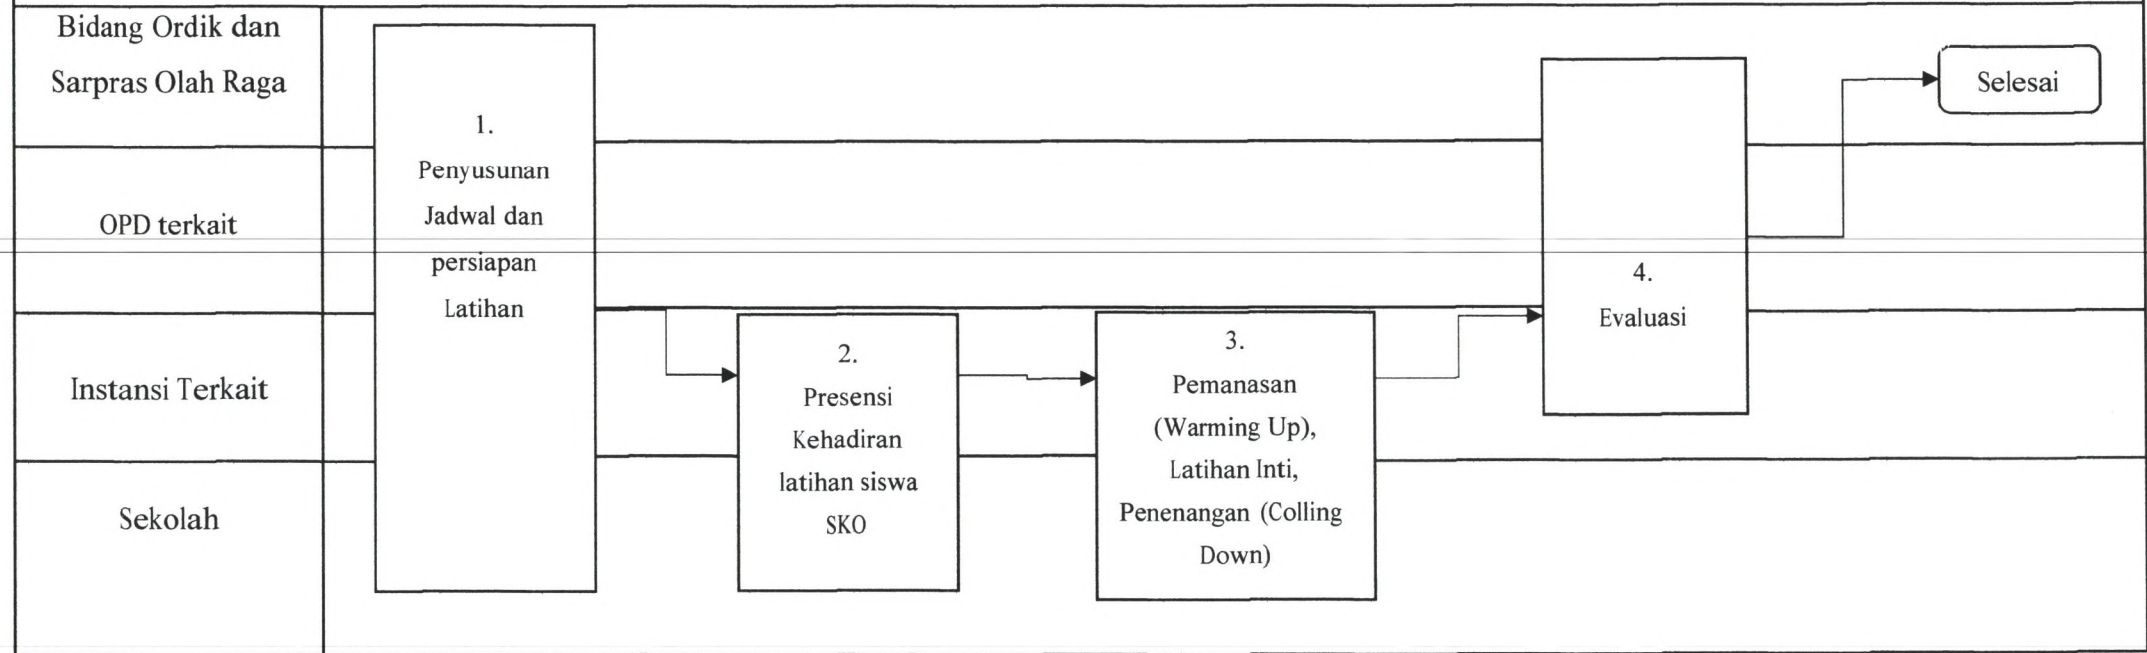 Bidang Ordik dan
Sarpras Olah Raga
OPD terkait
Instansi Terkait
Sekolah
1.
Penyusunan
Jadwal dan
persiapan
Latihan
2.
Presensi
Kehadiran
latihan siswa
SKO
3.
Pemanasan
(Warming Up),
Latihan Inti,
Penenangan (Colling
Down)
4.
Evaluasi
Selesai